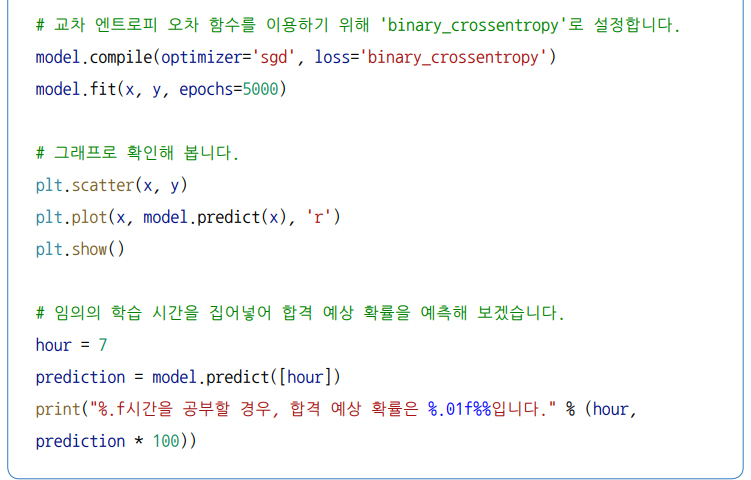 # 교차 엔트로피 오차 함수를 이용하기 위해 'binary_crossentropy'로 설정합니다.
model.compile(optimizer='sgd', loss='binary_crossentropy')
model.fit(x, y, epochs=5000)
# 그래프로 확인해 봅니다.
plt.scatter(x, y)
plt.plot(x, model.predict(x), 'r')
plt.show()
# 임의의 학습 시간을 집어넣어 합격 예상 확률을 예측해 보겠습니다.
hour = 7
prediction = model.predict([hour])
print("%.f시간을 공부할 경우, 합격 예상 확률은 %.01f%%입니다." % (hour,
prediction * 100))